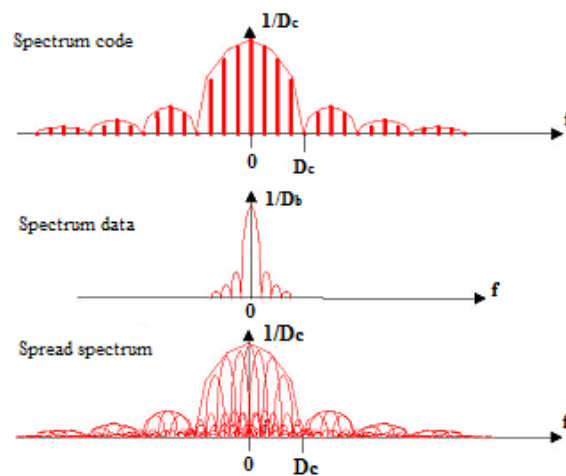 1/Dc
Spectrum code
f
0
Dc
1/Db
Spectrum data
f
0
1/Dc
Spread spectrum
f
0
Dc